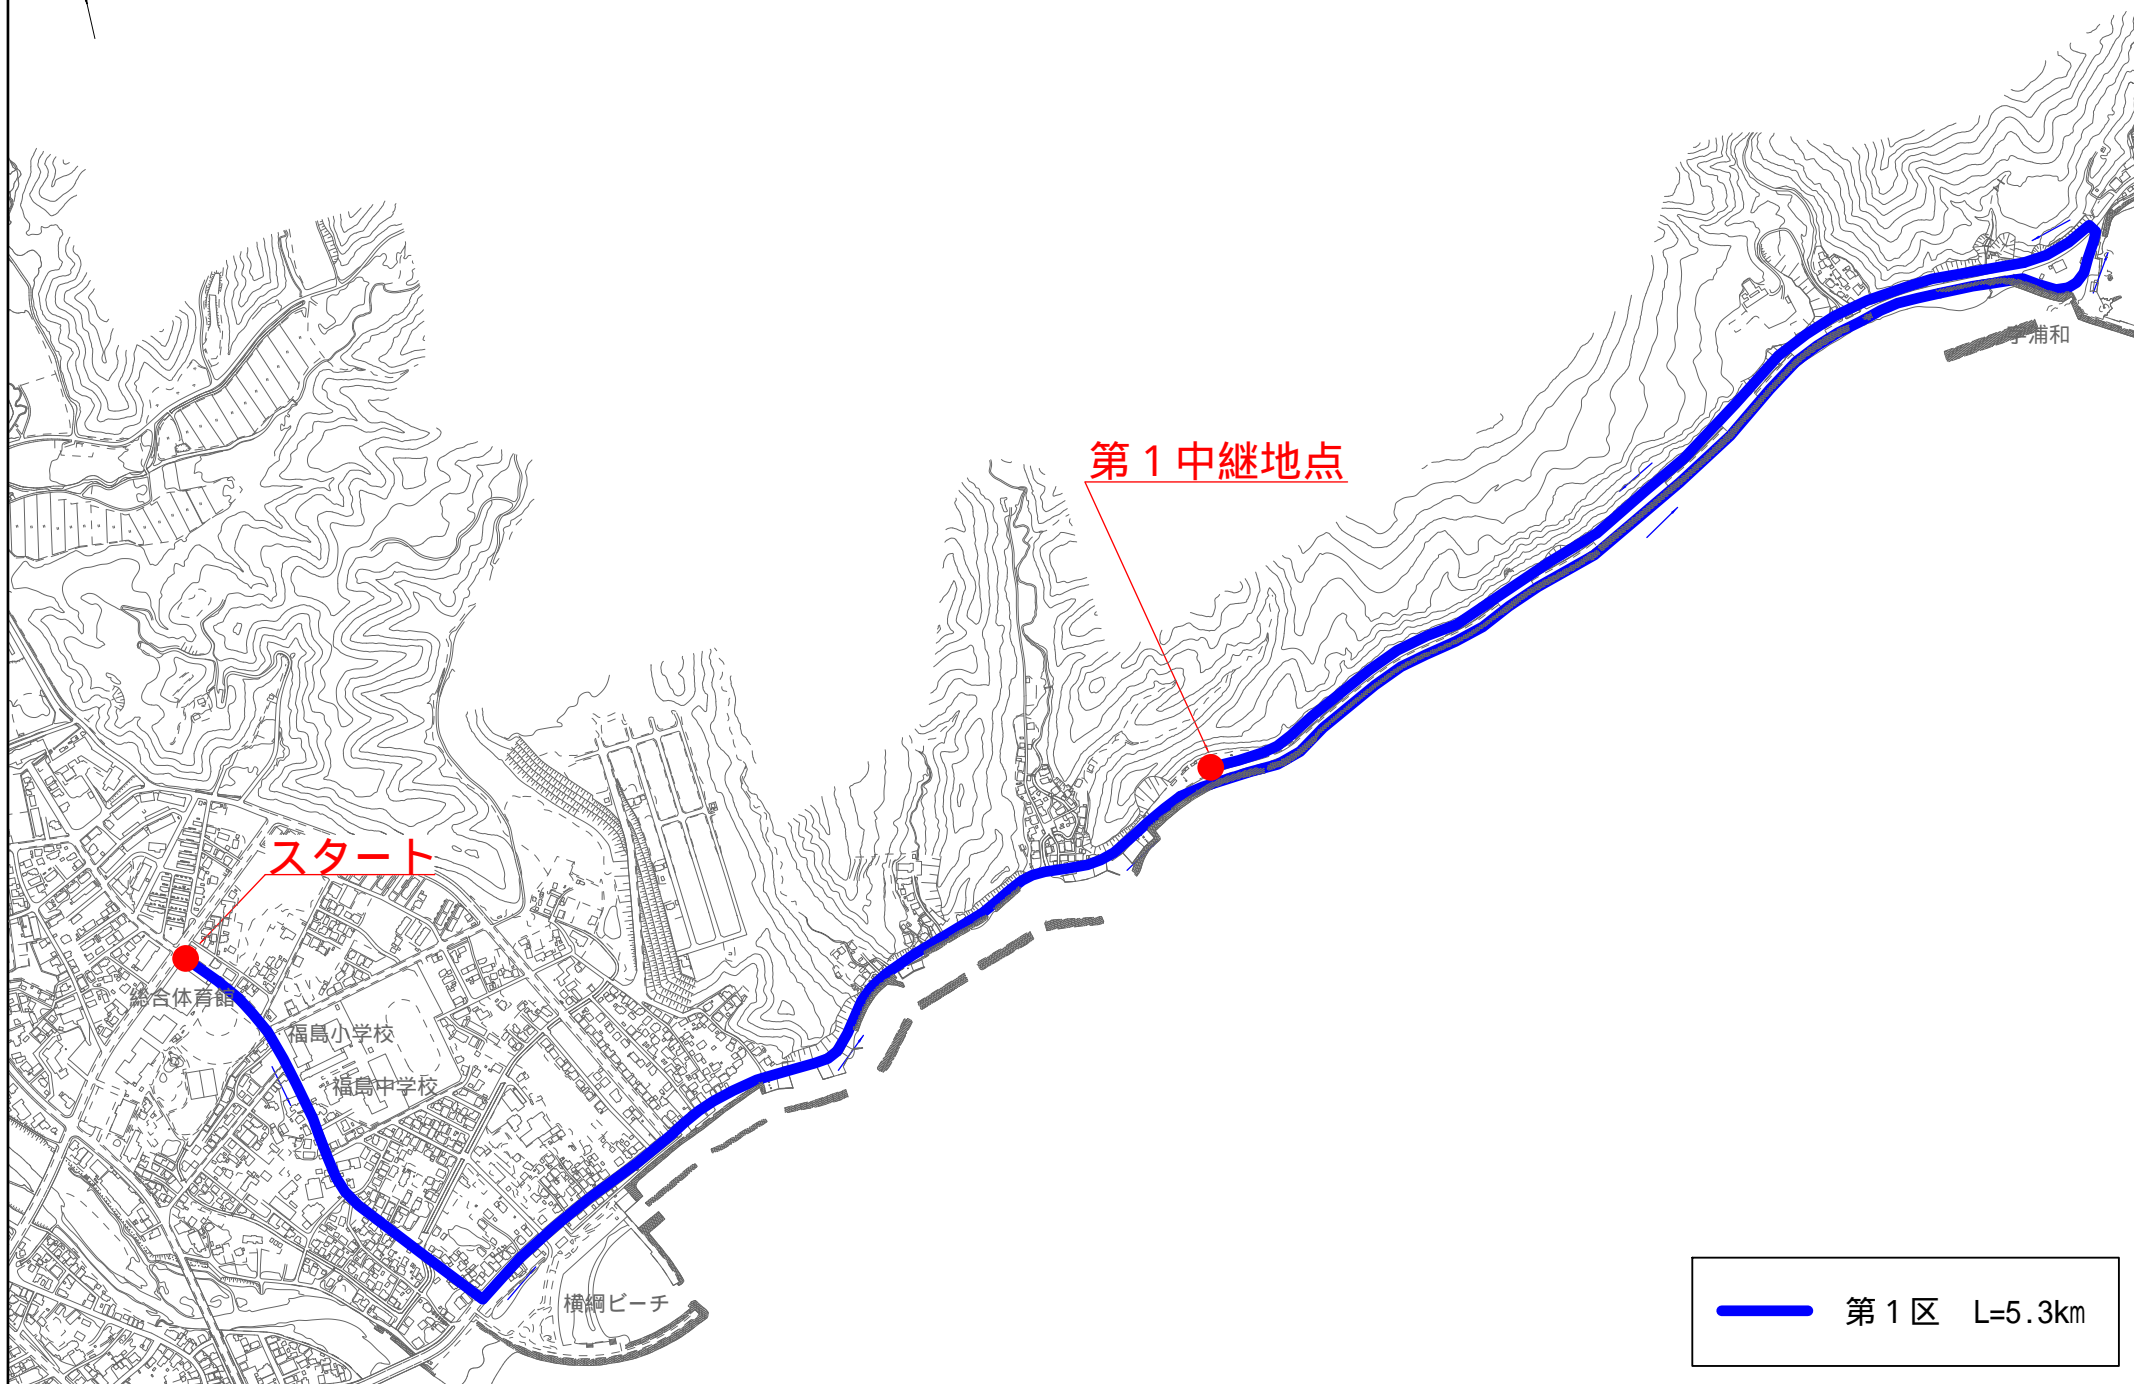 浦和
第1中継地点
スタート
総合体育館
福島小学校
福島中学校
横綱ビーチ
第1区 L=5.3km